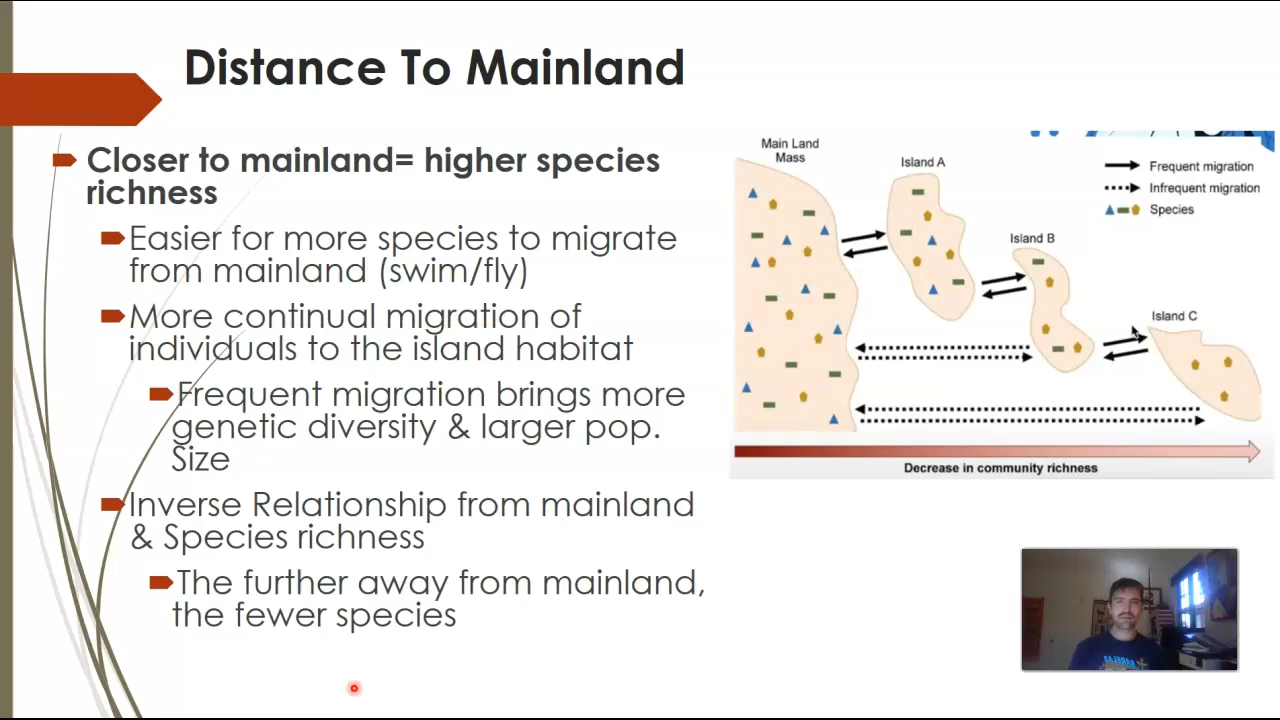 Distance To Mainland
Closer to mainland= higher species
richness
Easier for more species to migrate
from mainland (swim/fly)
More continual migration of
individuals to the island habitat
Frequent migration brings more
genetic diversity & larger pop.
Size
Inverse Relationship from mainland
& Species richness
The further away from mainland,
the fewer species
Main Land
Mass
Island A
Frequent migration
Infrequent migration
Species
Island B
Island C
Decrease in community richness